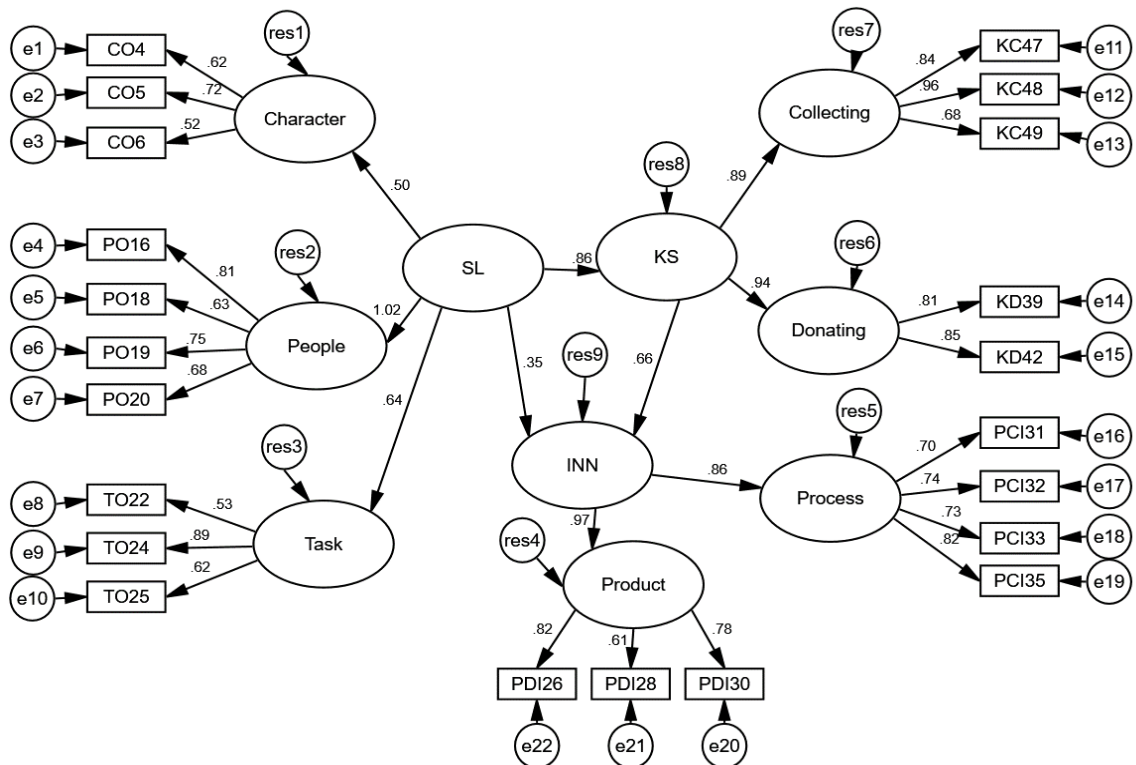 e1
CO4
.62
res1
e2
CO5
.72
Character
e3
CO6
.52
.50
e4
PO16
.81
res2
e5
PO18
.63
People
e6
PO19
.75
e7
PO20
.68
1.02
SL
.86
.35
.64
res3
e8
TO22
.53
e9
TO24
.89
Task
e10
TO25
.62
res7
Collecting
.84
KC47
e11
.96
KC48
e12
.68
KC49
e13
res8
KS
.89
.94
.66
res6
Donating
.81
KD39
e14
.85
KD42
e15
res9
INN
.86
.97
res5
Process
.70
PCI31
e16
.74
PCI32
e17
.73
PCI33
e18
.82
PCI35
e19
res4
Product
.82
.61
.78
PDI26
PDI28
PDI30
e22
e21
e20